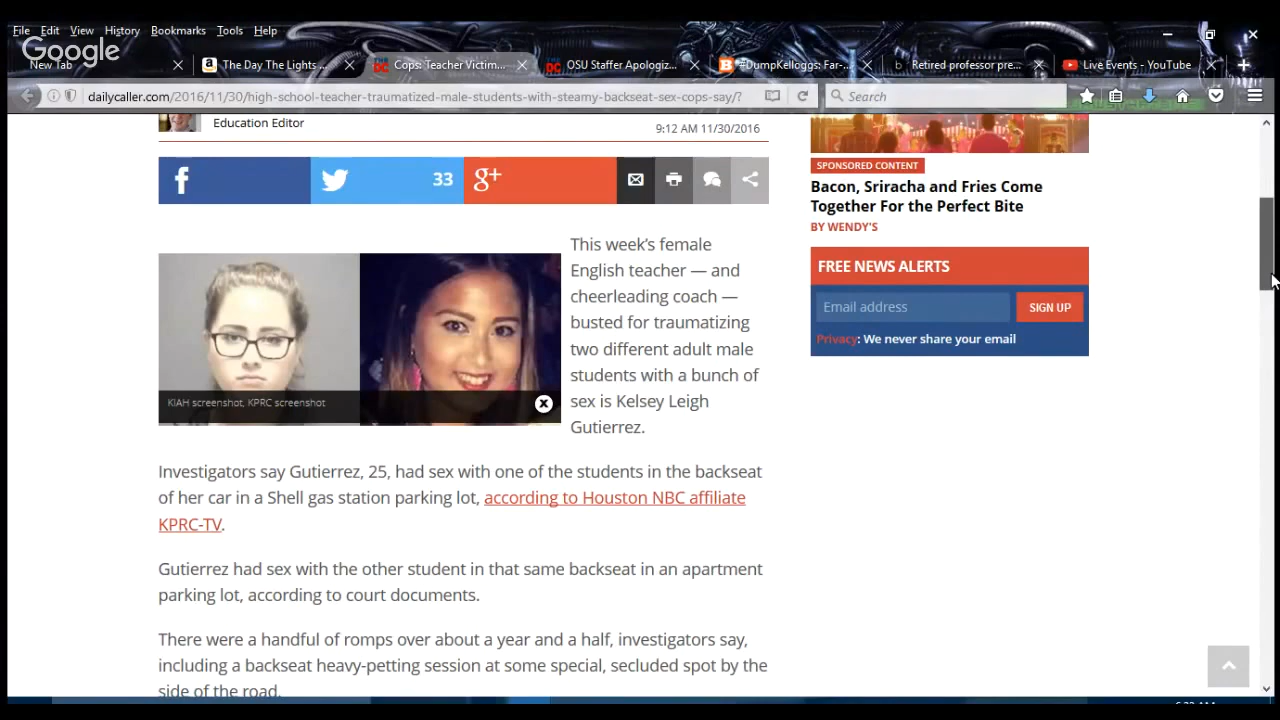 File Edit View History Bookmarks Tools Help
Google
New Tab
The Day The Lights ...
THE DC Cops: Teacher Victim...
THE DC OSU Staffer Apologiz...
#DumpKelloggs: Far-...
b Retired professor pre...
Live Events - YouTube
dailycaller.com/2016/11/30/high-school-teacher-traumatized-male-students-with-steamy-backseat-sex-cops-say/?
Search
Education Editor
9:12 AM 11/30/2016
33
g+
This week's female
English teacher — and
cheerleading coach —
busted for traumatizing
two different adult male
students with a bunch of
sex is Kelsey Leigh
Gutierrez.
KIAH screenshot, KPRC screenshot
Investigators say Gutierrez, 25, had sex with one of the students in the backseat
of her car in a Shell gas station parking lot, according to Houston NBC affiliate
KPRC-TV.
Gutierrez had sex with the other student in that same backseat in an apartment
parking lot, according to court documents.
There were a handful of romps over about a year and a half, investigators say,
including a backseat heavy-petting session at some special, secluded spot by the
side of the road.
SPONSORED CONTENT
Bacon, Sriracha and Fries Come
Together For the Perfect Bite
BY WENDY'S
FREE NEWS ALERTS
Email address
SIGN UP
Privacy: We never share your email